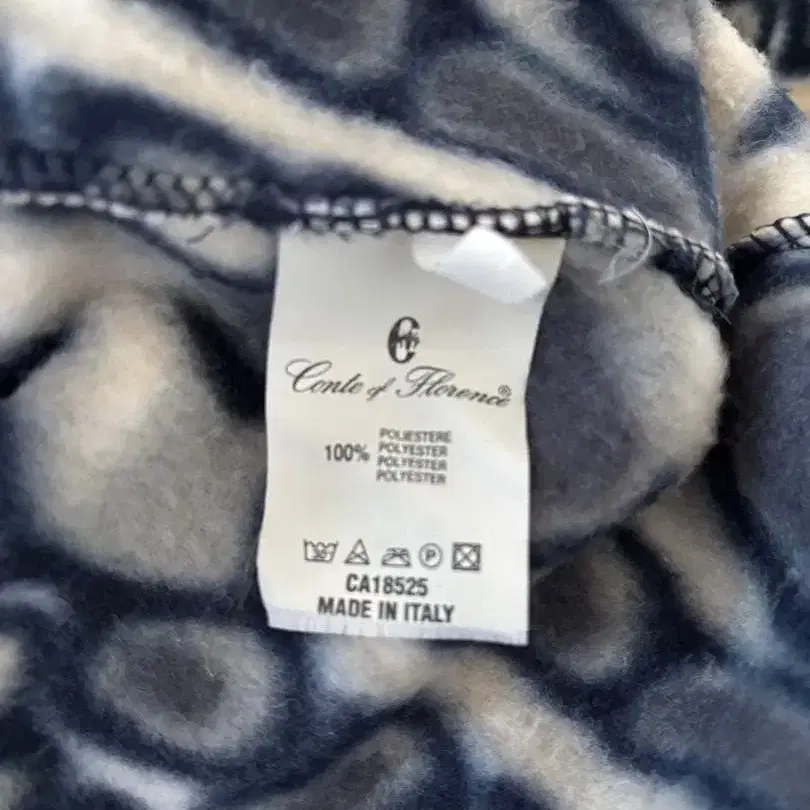 Conte of Florence®
100%
POLIESTERE
POLYESTER
POLYESTER
POLYESTER
P
CA18525
MADE IN ITALY